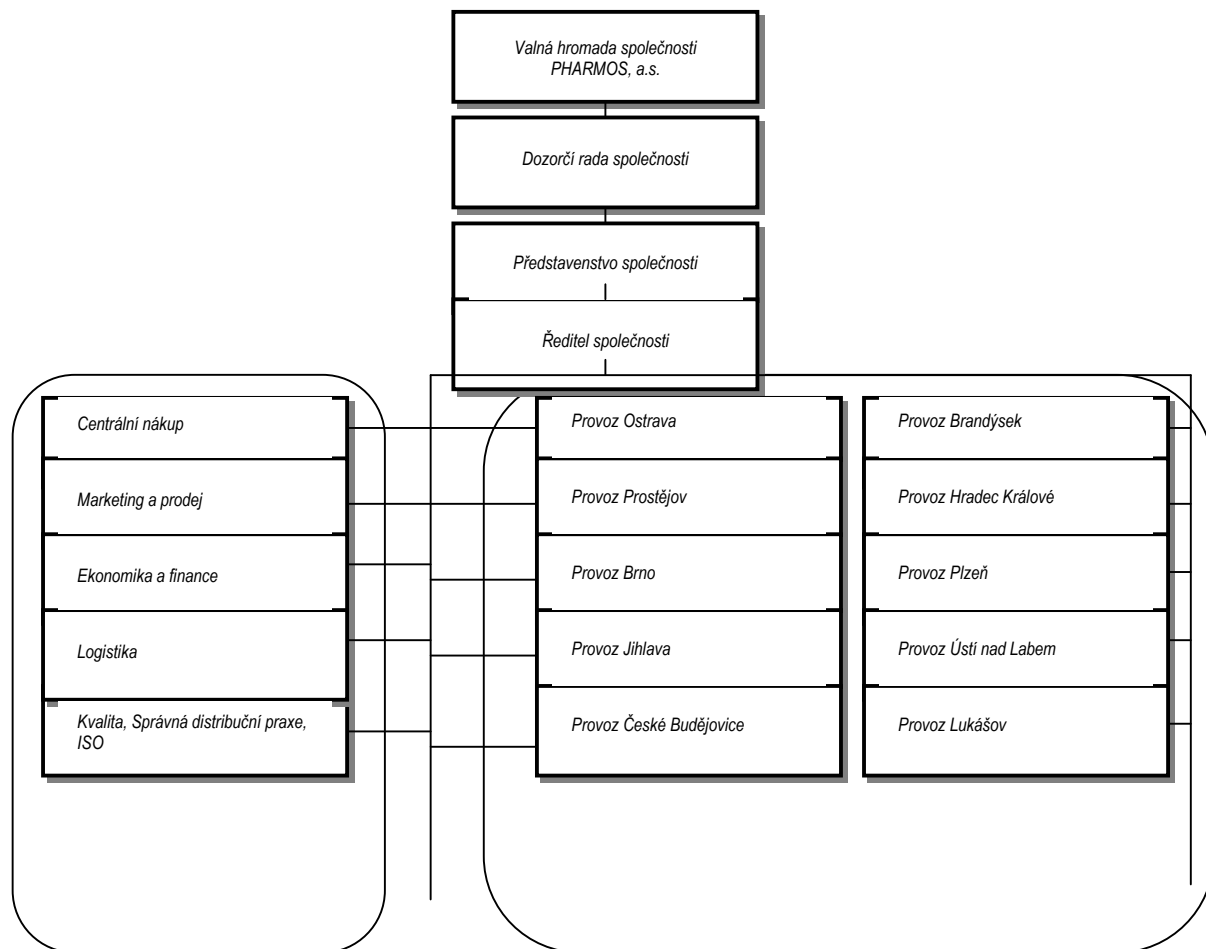 Valná hromada společnosti
PHARMOS, a.s.
Dozorčí rada společnosti
Představenstvo společnosti
Ředitel společnosti
Centrální nákup
Marketing a prodej
Ekonomika a finance
Logistika
Kvalita, Správná distribuční praxe,
ISO
Provoz Ostrava
Provoz Prostějov
Provoz Brno
Provoz Jihlava
Provoz České Budějovice
Provoz Brandýsek
Provoz Hradec Králové
Provoz Plzeň
Provoz Ústí nad Labem
Provoz Lukášov